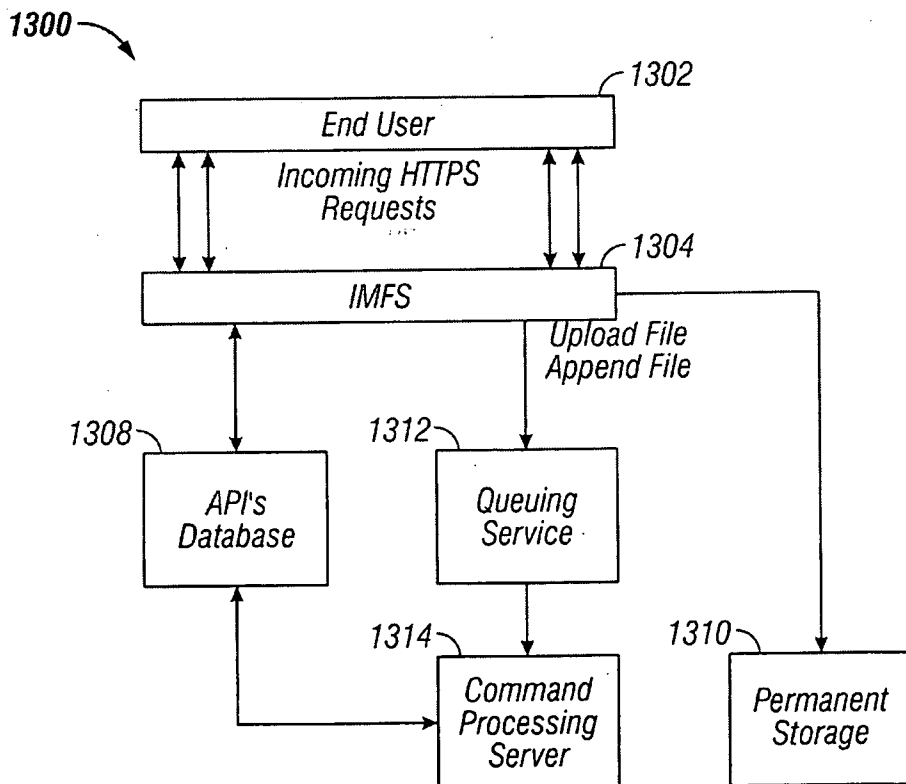 1300
1302
End User
Incoming HTTPS
Requests
1304
IMFS
Upload File
Append File
1308
API's
Database
1312
Queuing
Service
1314
Command
Processing
Server
1310
Permanent
Storage